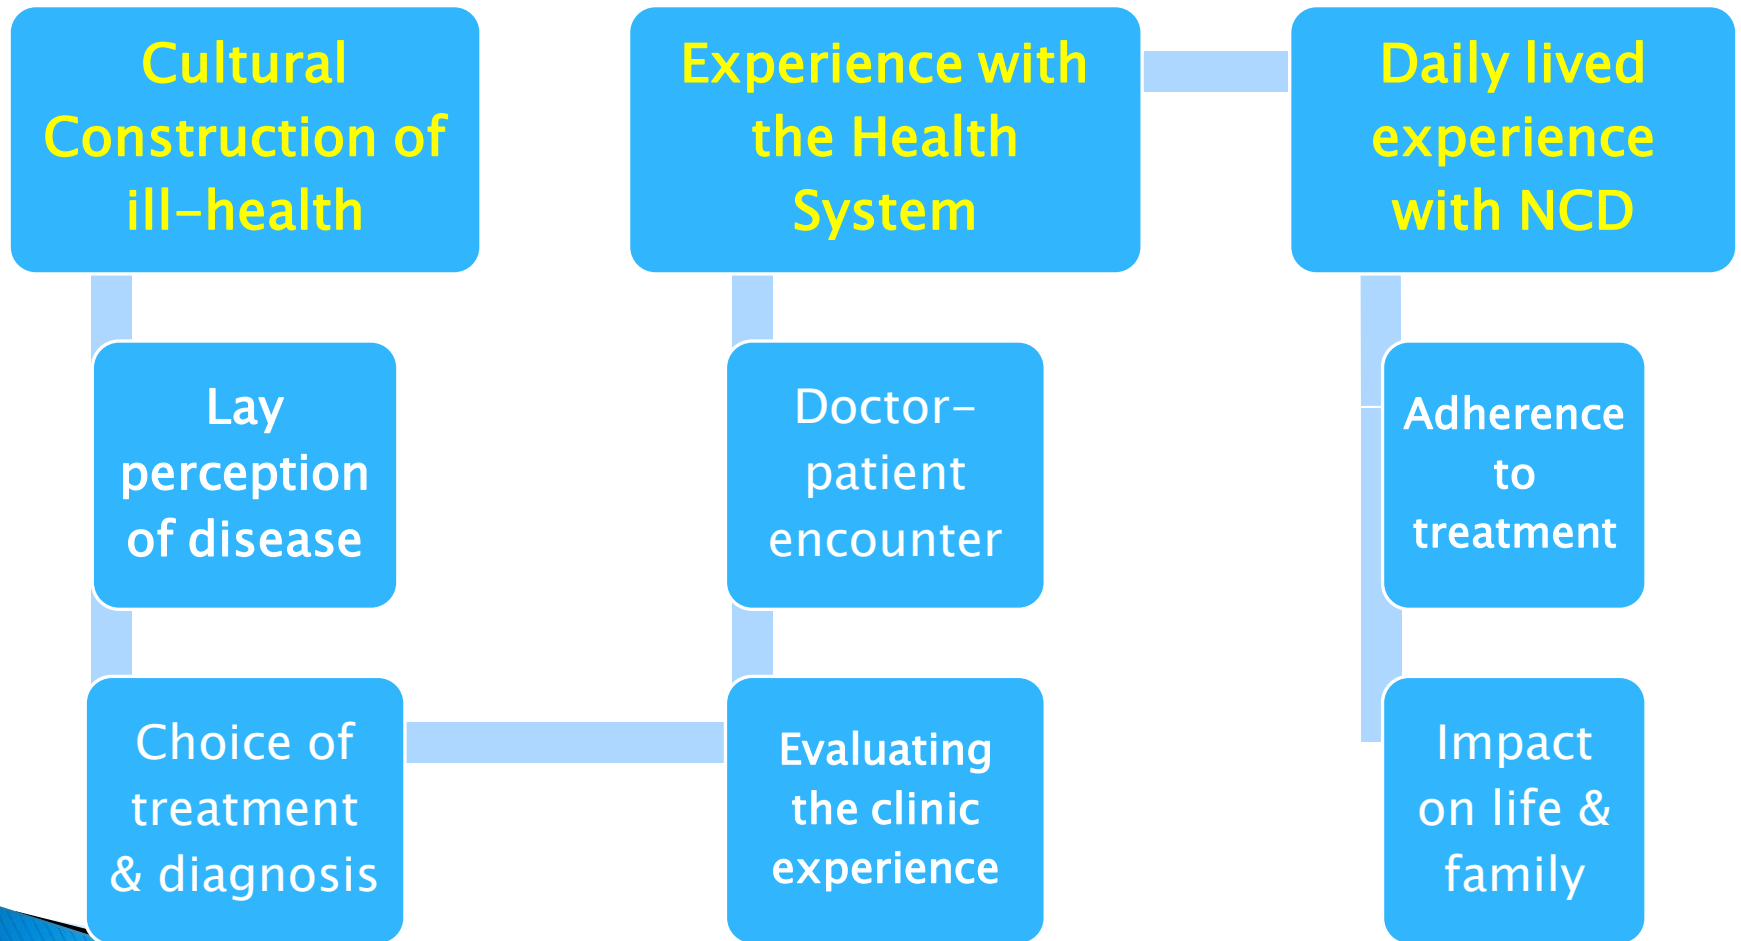 Cultural
Construction of
ill–health
Lay
perception
of disease
Choice of
treatment
& diagnosis
Experience with
the Health
System
Doctor–
patient
encounter
Evaluating
the clinic
experience
Daily lived
experience
with NCD
Adherence
to
treatment
Impact
on life &
family